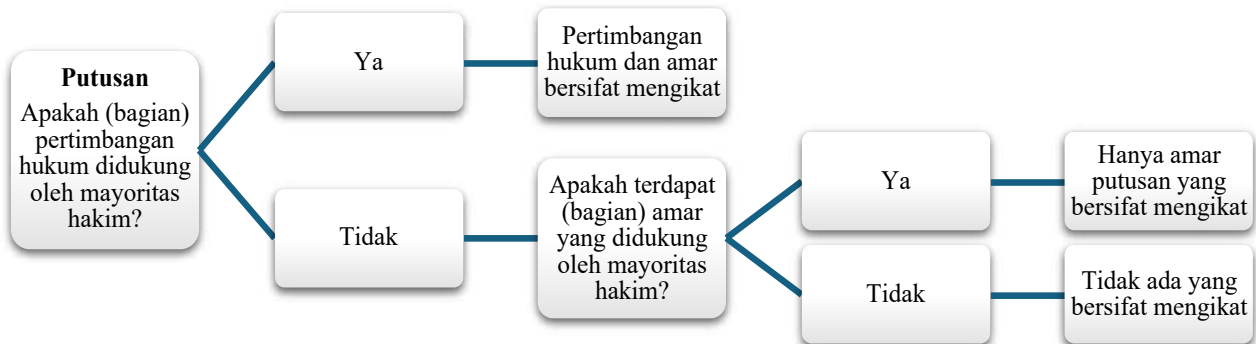 Putusan
Apakah (bagian)
pertimbangan
hukum didukung
oleh mayoritas
hakim?
Ya
Pertimbangan
hukum dan amar
bersifat mengikat
Tidak
Apakah terdapat
(bagian) amar
yang didukung
oleh mayoritas
hakim?
Ya
Hanya amar
putusan yang
bersifat mengikat
Tidak
Tidak ada yang
bersifat mengikat